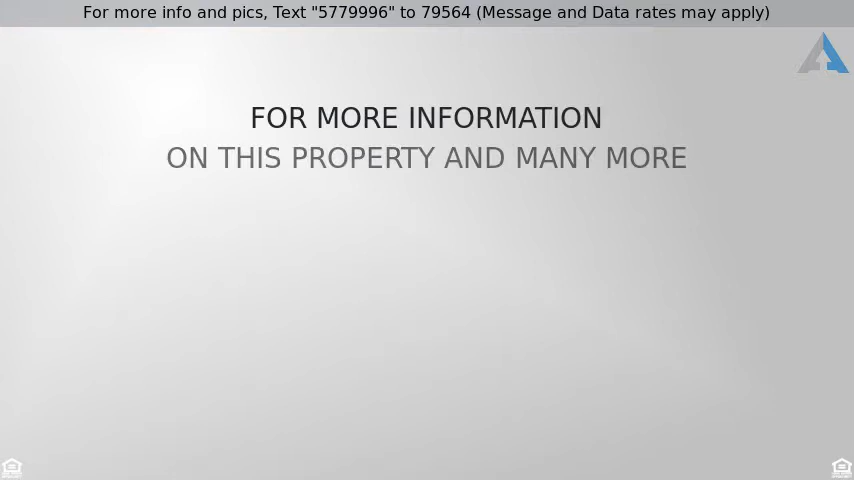 For more info and pics, Text "5779996" to 79564 (Message and Data rates may apply)
FOR MORE INFORMATION
ON THIS PROPERTY AND MANY MORE